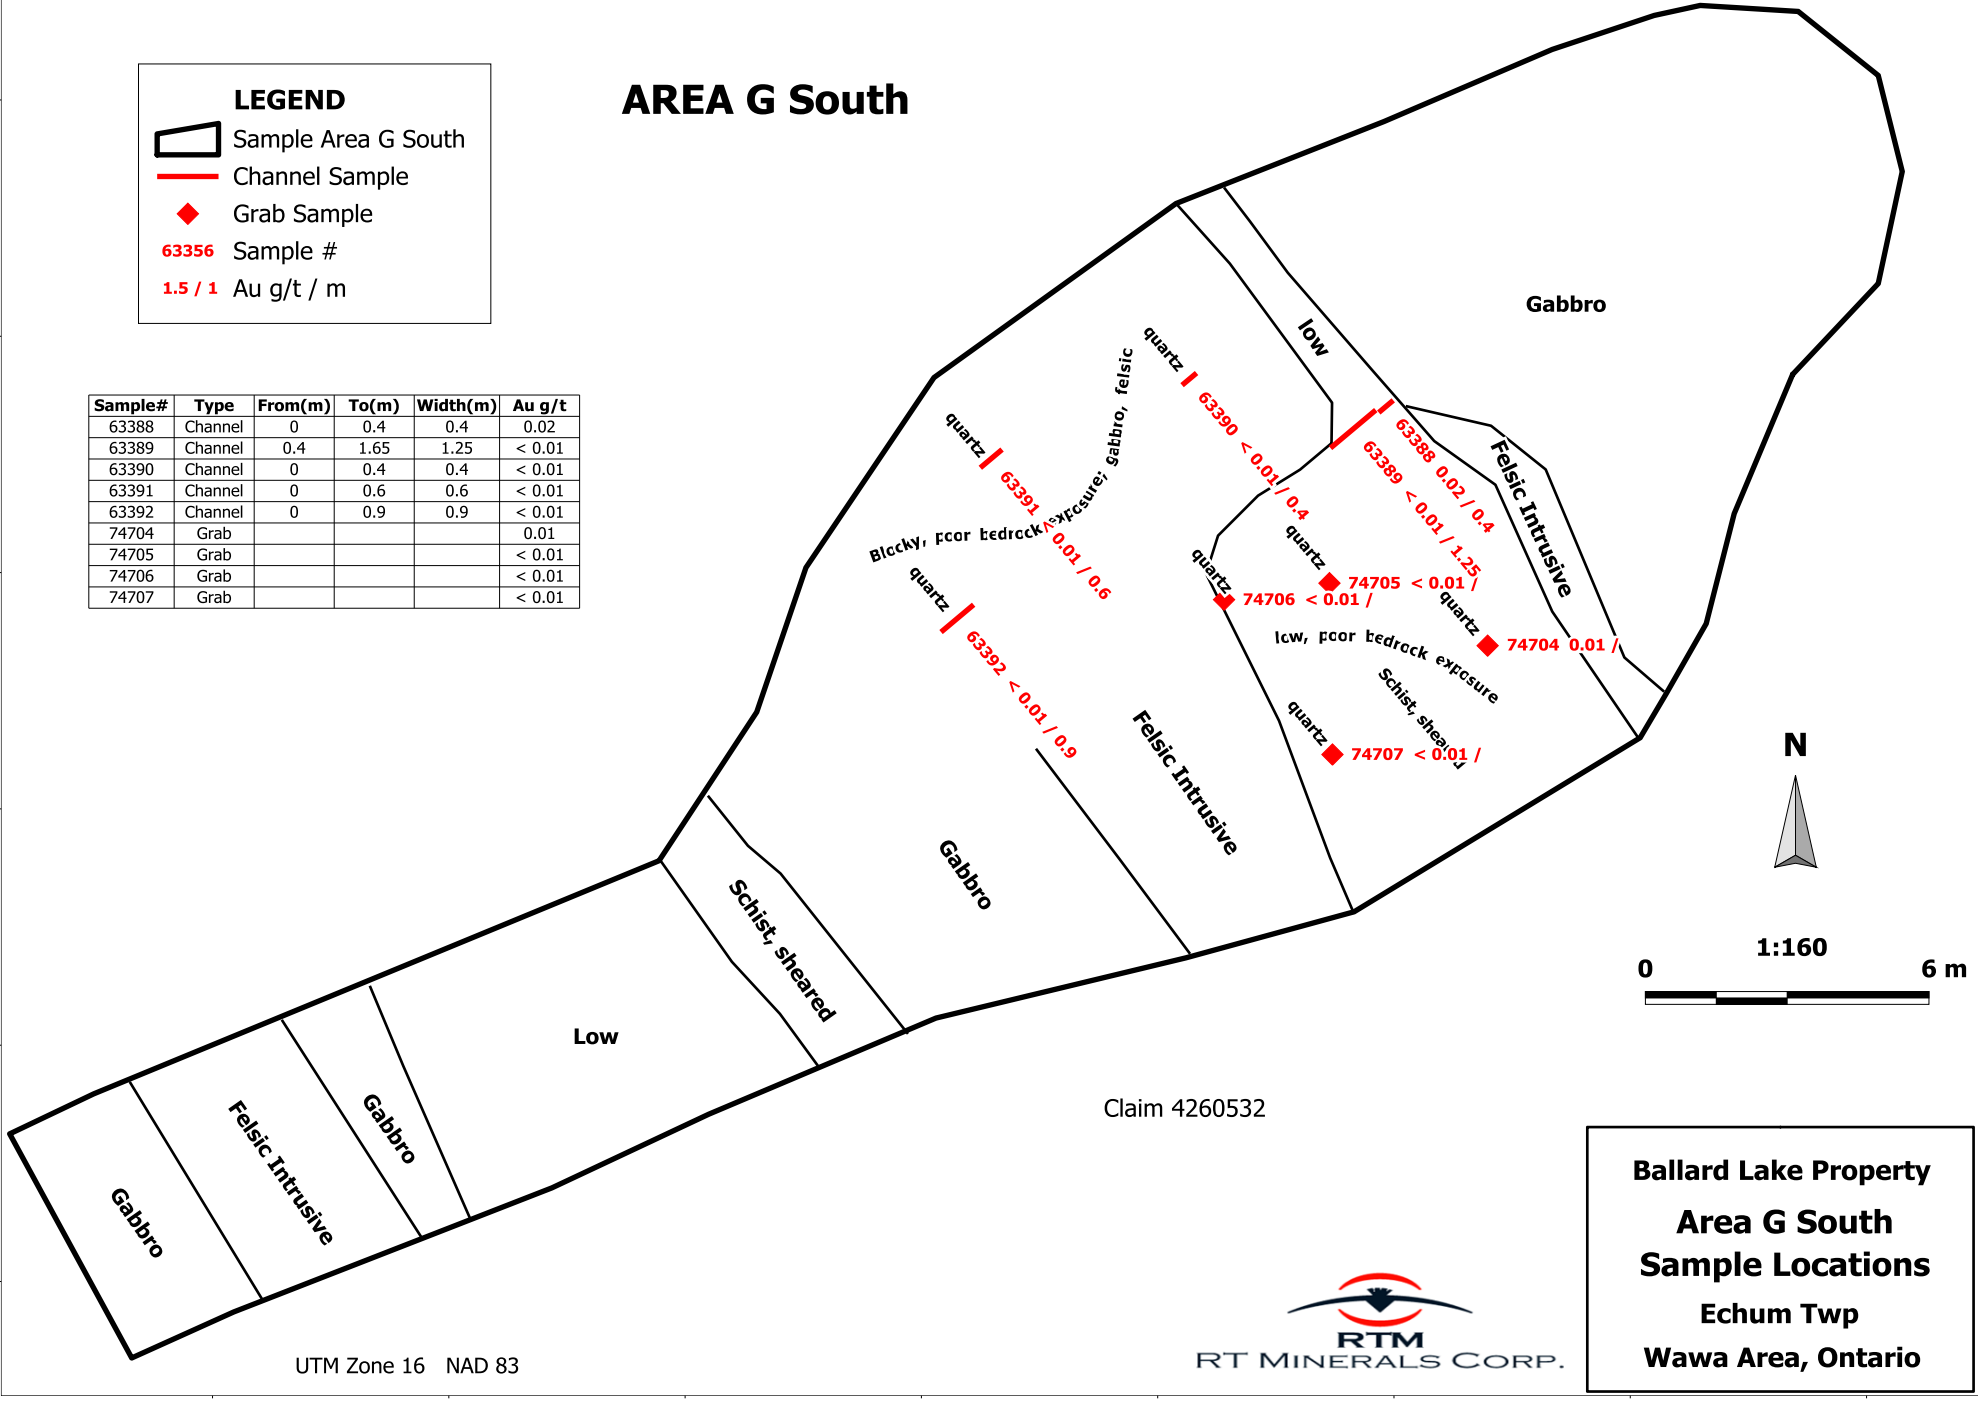 AREA G South
LEGEND
Sample Area G South
Channel Sample
Grab Sample
63356 Sample #
1.5 / 1 Au g/t / m
Sample# Type From(m) To(m) Width(m) Au g/t
63388 Channel 0 0.4 0.4 0.02
63389 Channel 0.4 1.65 1.25 < 0.01
63390 Channel 0 0.4 0.4 < 0.01
63391 Channel 0 0.6 0.6 < 0.01
63392 Channel 0 0.9 0.9 < 0.01
74704 Grab 0.01
74705 Grab < 0.01
74706 Grab < 0.01
74707 Grab < 0.01
Gabbro
low
quartz
63390 < 0.01 / 0.4
quartz
63391 < 0.01 / 0.6
Blocky, poor bedrock exposure; gabbro, felsic
63388 0.02 / 0.4
63389 < 0.01 / 1.25
Felsic Intrusive
quartz
74705 < 0.01 /
quartz
74706 < 0.01 /
quartz
74704 0.01 /
quartz
63392 < 0.01 / 0.9
low, poor bedrock exposure
Schist, sheared
quartz
74707 < 0.01 /
Felsic Intrusive
Gabbro
Schist, sheared
Low
Gabbro
Felsic Intrusive
Gabbro
N
1:160
0 6 m
Claim 4260532
UTM Zone 16 NAD 83
RTM
RT MINERALS CORP.
Ballard Lake Property
Area G South
Sample Locations
Echum Twp
Wawa Area, Ontario